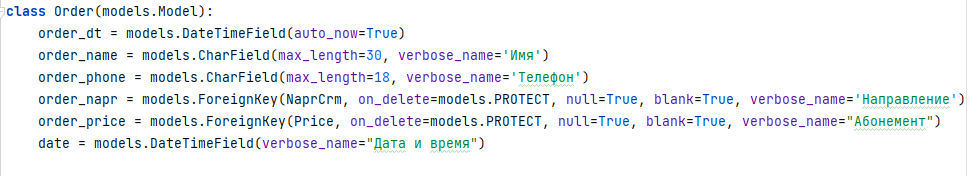 class Order(models.Model):
    order_dt = models.DateTimeField(auto_now=True)
    order_name = models.CharField(max_length=30, verbose_name='Имя')
    order_phone = models.CharField(max_length=18, verbose_name='Телефон')
    order_napr = models.ForeignKey(NaprCrm, on_delete=models.PROTECT, null=True, blank=True, verbose_name='Направление')
    order_price = models.ForeignKey(Price, on_delete=models.PROTECT, null=True, blank=True, verbose_name="Абонемент")
    date = models.DateTimeField(verbose_name="Дата и время")